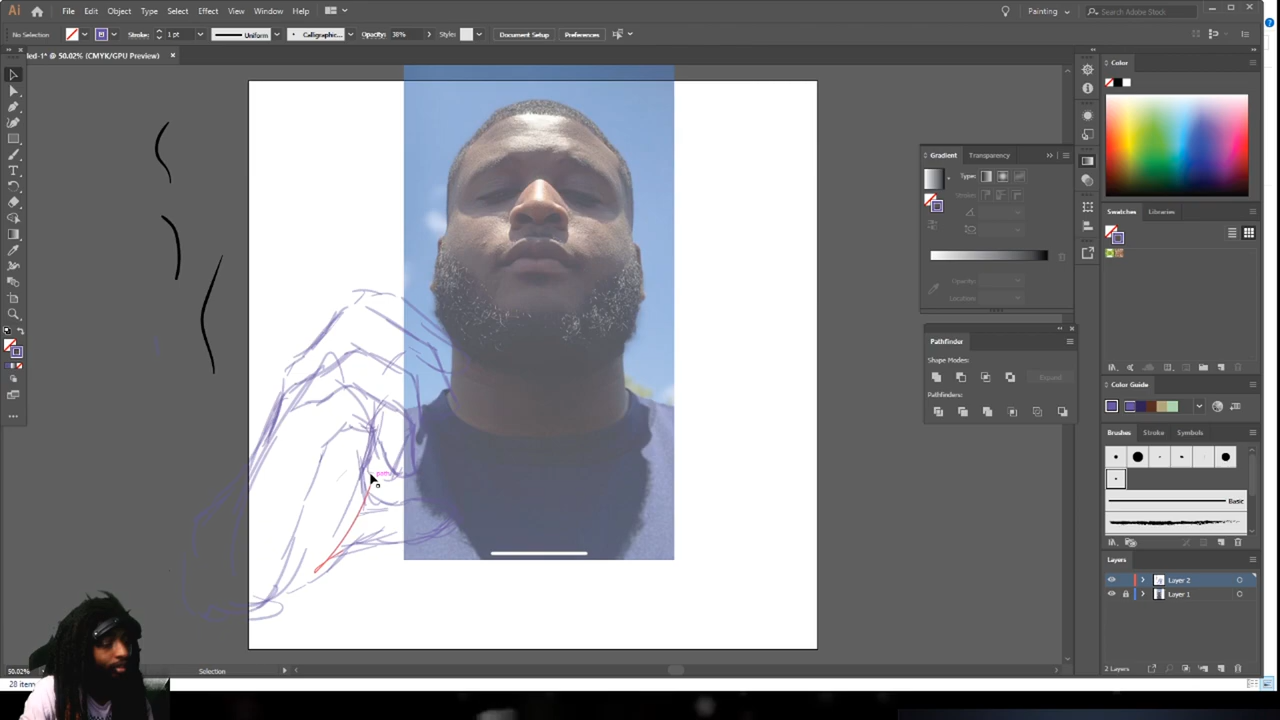 Ai File Edit Object Type Select Effect View Window Help Painting Search Adobe Stock
No Selection Stroke: 1 pt Uniform Calligraphic... Opacity: 38% Styles Document Setup Preferences
led-1* @ 50.02% (CMYK/GPU Preview)
Color
Gradient Transparency
Type:
Stroke:
Opacity:
Location:
Swatches Libraries
Pathfinder
Shape Modes:
Expand
Pathfinders:
Color Guide
Brushes Stroke Symbols
Basic
path
Layers
Layer 2
Layer 1
2 Layers
50.02% Selection
28 item